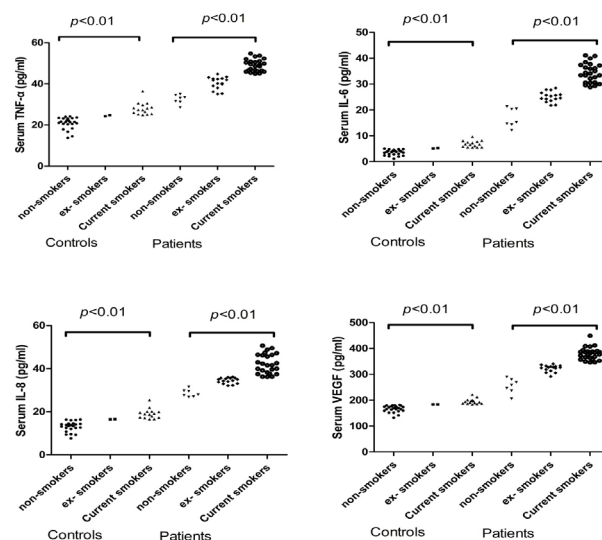 p<0.01 p<0.01
Serum TNF-α (pg/ml)
60
40
20
0
non-smokers
ex- smokers
Current smokers
non-smokers
ex- smokers
Current smokers
Controls Patients
p<0.01 p<0.01
Serum IL-6 (pg/ml)
50
40
30
20
10
0
non-smokers
ex- smokers
Current smokers
non-smokers
ex- smokers
Current smokers
Controls Patients
p<0.01 p<0.01
Serum IL-8 (pg/ml)
60
40
20
0
non-smokers
ex- smokers
Current smokers
non-smokers
ex- smokers
Current smokers
Controls Patients
p<0.01 p<0.01
Serum VEGF (pg/ml)
500
400
300
200
100
0
non-smokers
ex- smokers
Current smokers
non-smokers
ex- smokers
Current smokers
Controls Patients